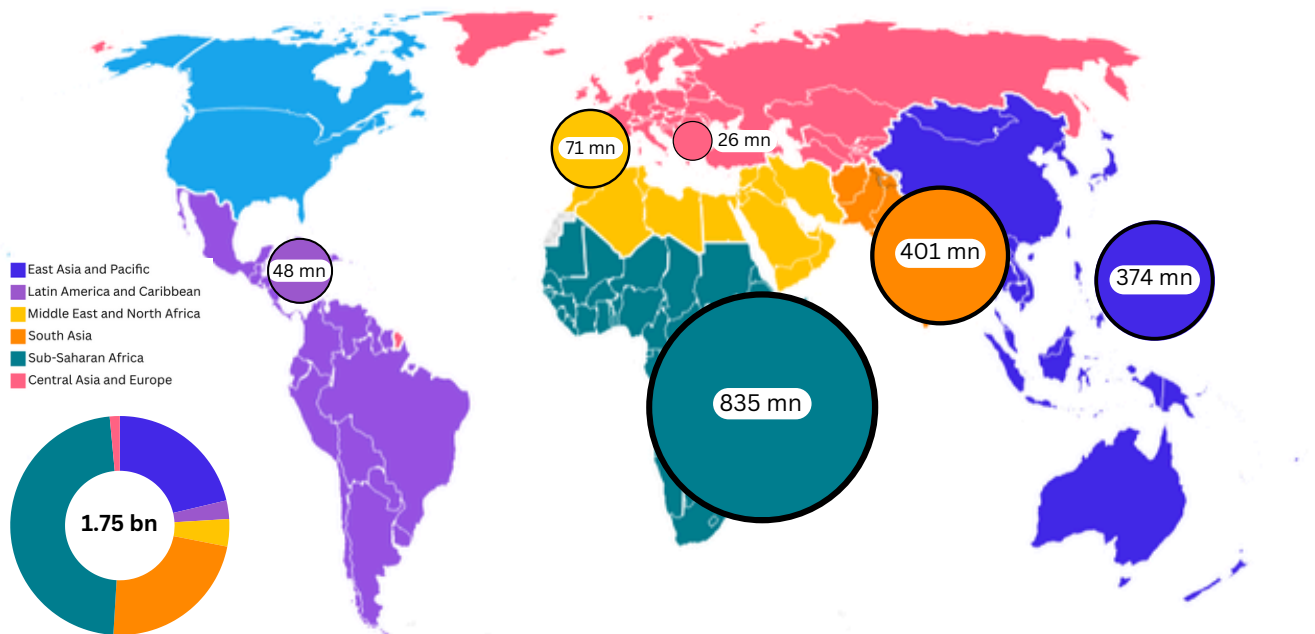 71 mn
26 mn
401 mn
374 mn
48 mn
East Asia and Pacific
Latin America and Caribbean
Middle East and North Africa
South Asia
Sub-Saharan Africa
Central Asia and Europe
835 mn
1.75 bn